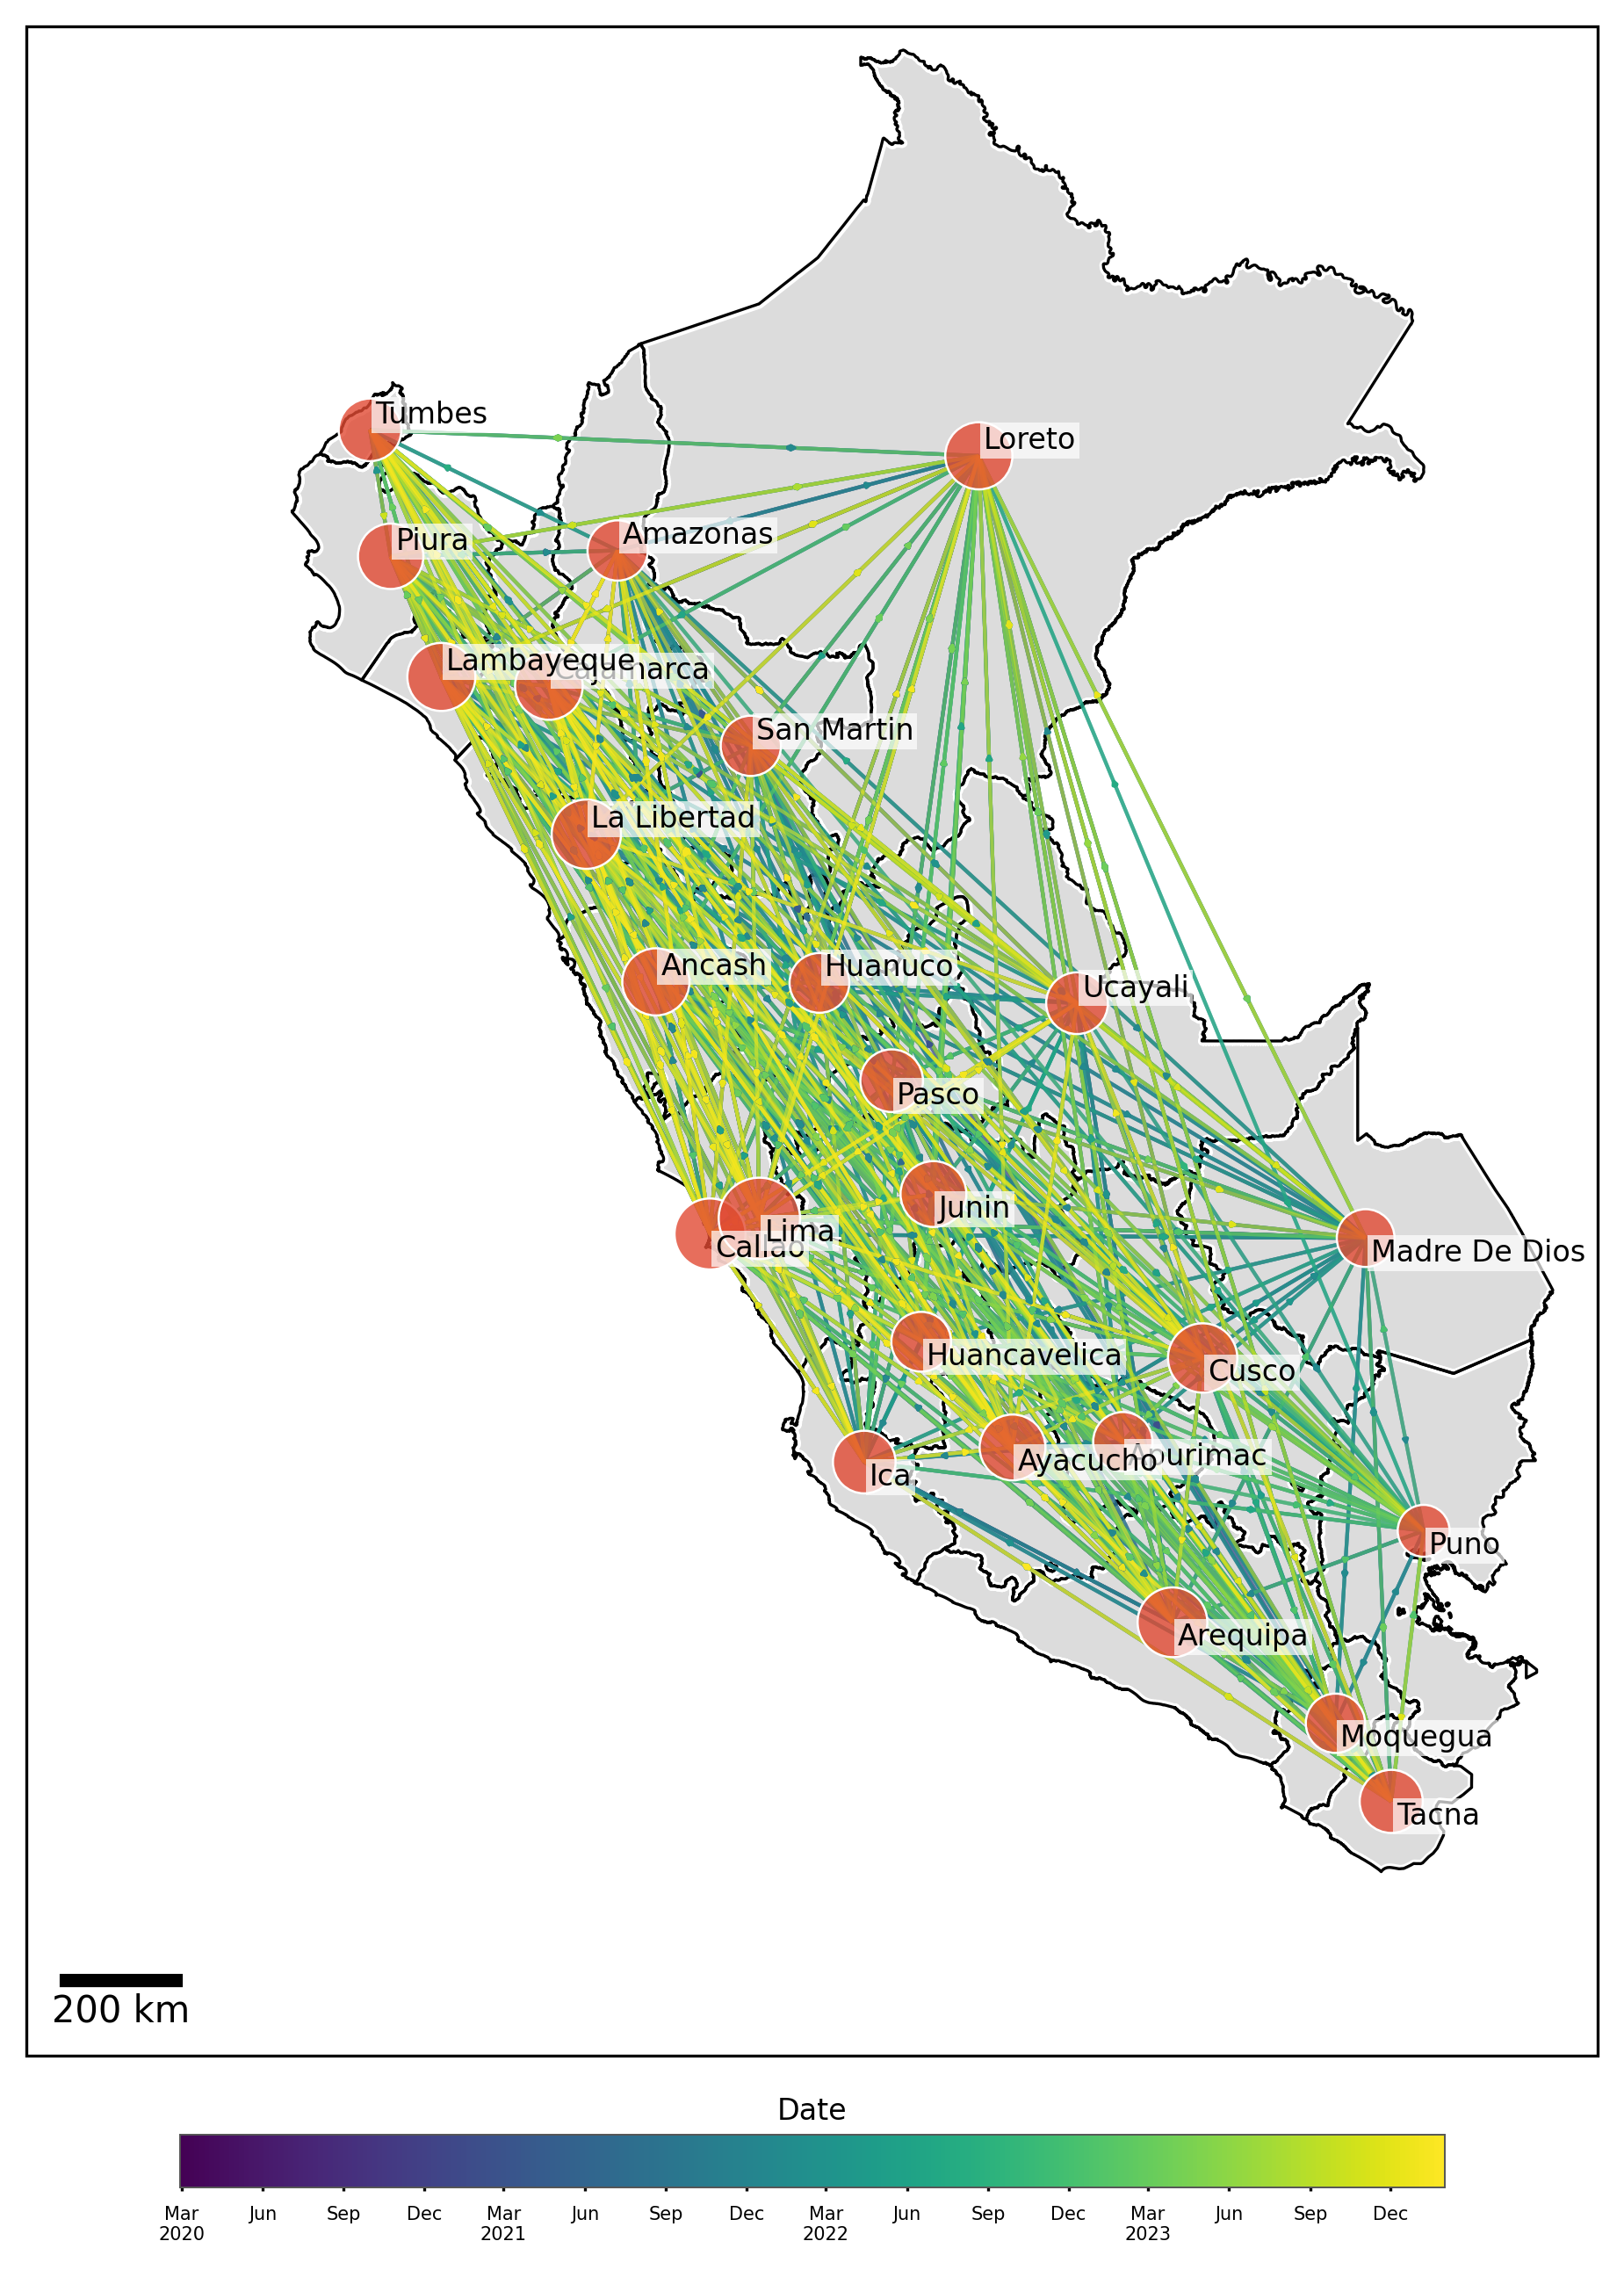 Tumbes
Loreto
Amazonas
Piura
Lambayeque
Cajamarca
San Martin
La Libertad
Ancash
Huanuco
Ucayali
Pasco
Junin
Lima
Callao
Madre De Dios
Huancavelica
Cusco
Ayacucho
Apurimac
Ica
Puno
Arequipa
Moquegua
Tacna
200 km
Date
Mar Jun Sep Dec Mar Jun Sep Dec Mar Jun Sep Dec Mar Jun Sep Dec
2020 2021 2022 2023